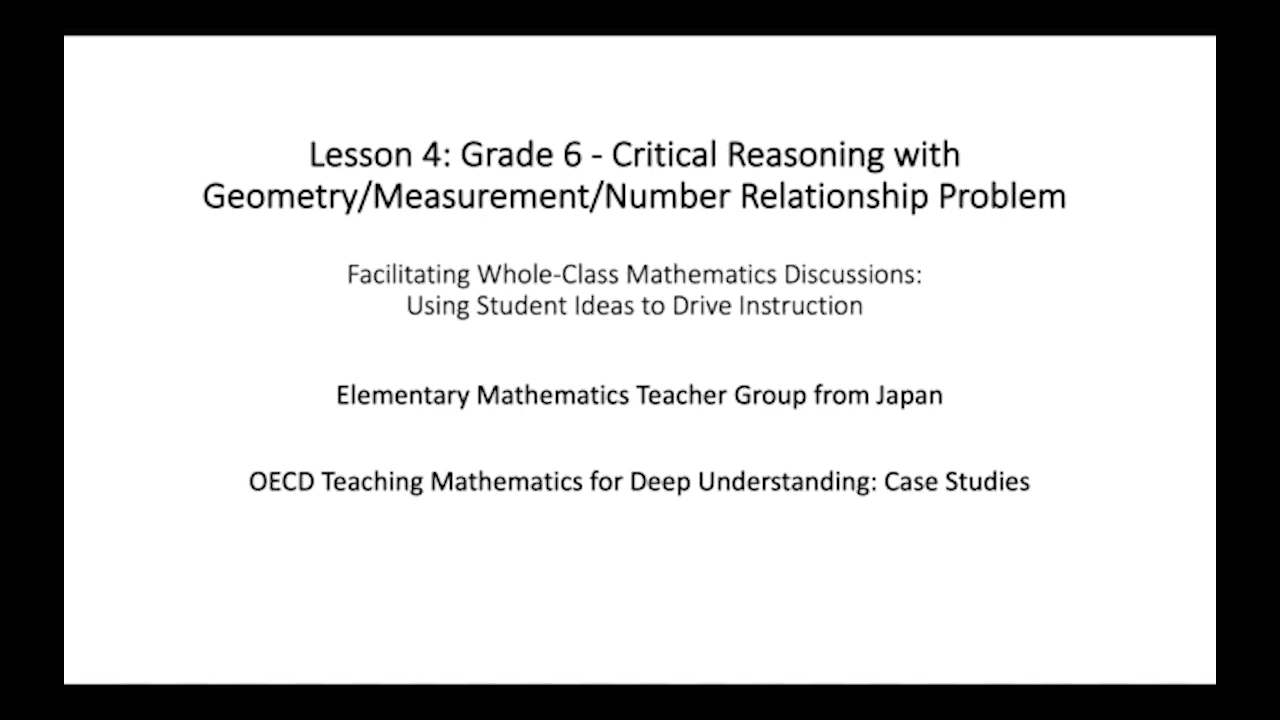 Lesson 4: Grade 6 - Critical Reasoning with
Geometry/Measurement/Number Relationship Problem
Facilitating Whole-Class Mathematics Discussions:
Using Student Ideas to Drive Instruction
Elementary Mathematics Teacher Group from Japan
OECD Teaching Mathematics for Deep Understanding: Case Studies